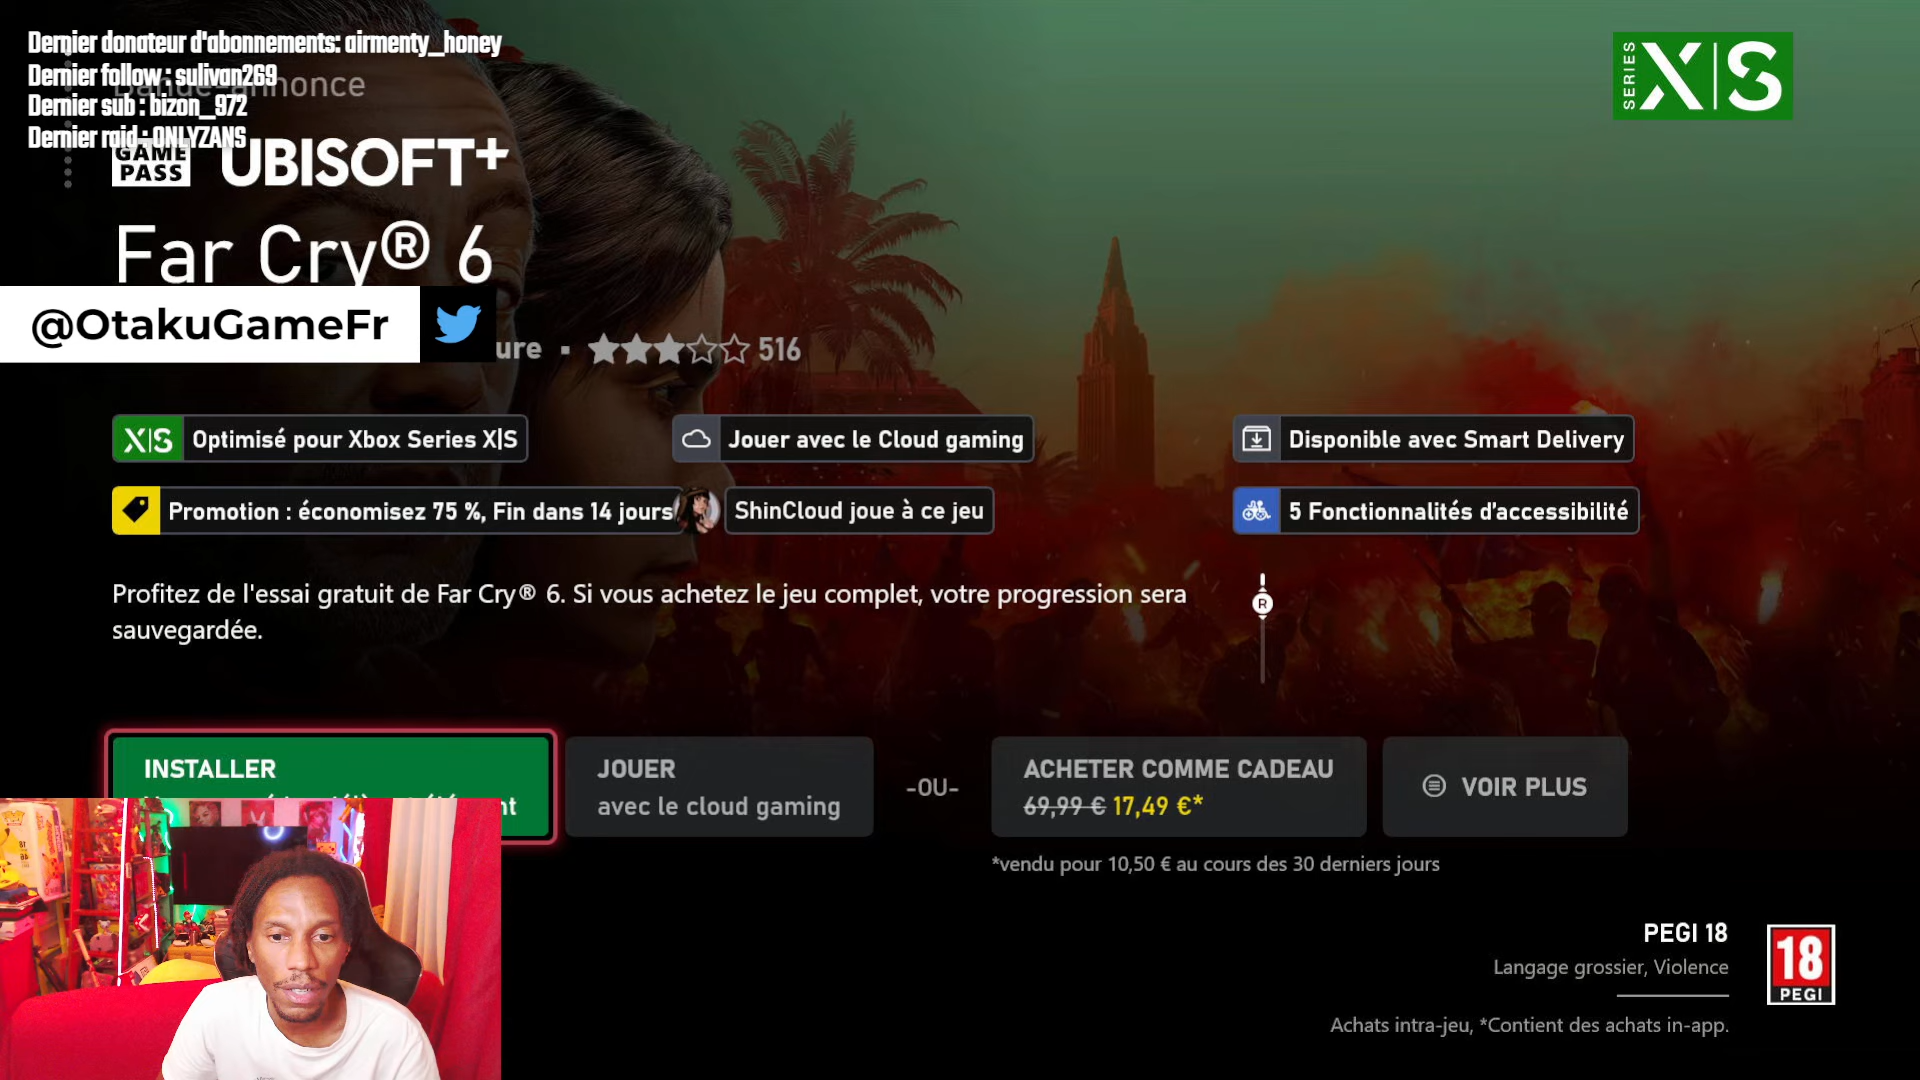 Dernier donateur d'abonnements: airmenty_honey
Dernier follow : sulivan269
Bande-annonce
Dernier sub : bizon_972
Dernier raid : ONLYZANS
GAME PASS
UBISOFT+
SERIES X|S
Far Cry® 6
@OtakuGameFr
516
X|S Optimisé pour Xbox Series X|S
Jouer avec le Cloud gaming
Disponible avec Smart Delivery
Promotion : économisez 75 %, Fin dans 14 jours
ShinCloud joue à ce jeu
5 Fonctionnalités d'accessibilité
Profitez de l'essai gratuit de Far Cry® 6. Si vous achetez le jeu complet, votre progression sera
sauvegardée.
R
INSTALLER
JOUER
avec le cloud gaming
-OU-
ACHETER COMME CADEAU
69,99 € 17,49 €*
VOIR PLUS
*vendu pour 10,50 € au cours des 30 derniers jours
PEGI 18
Langage grossier, Violence
18
PEGI
Achats intra-jeu, *Contient des achats in-app.